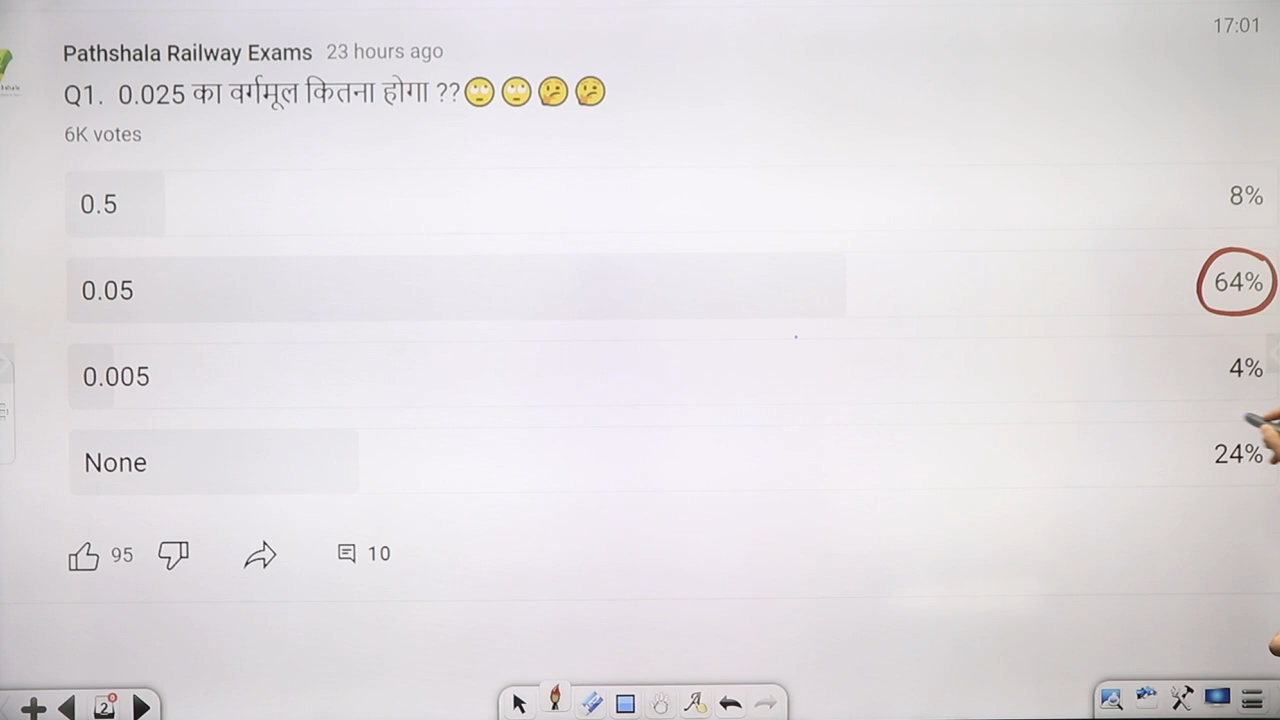 17:01
Pathshala Railway Exams 23 hours ago
Q1. 0.025 का वर्गमूल कितना होगा ??🙄🙄🤔🤔
6K votes
0.5 8%
0.05 64%
0.005 4%
None 24%
95 10
2